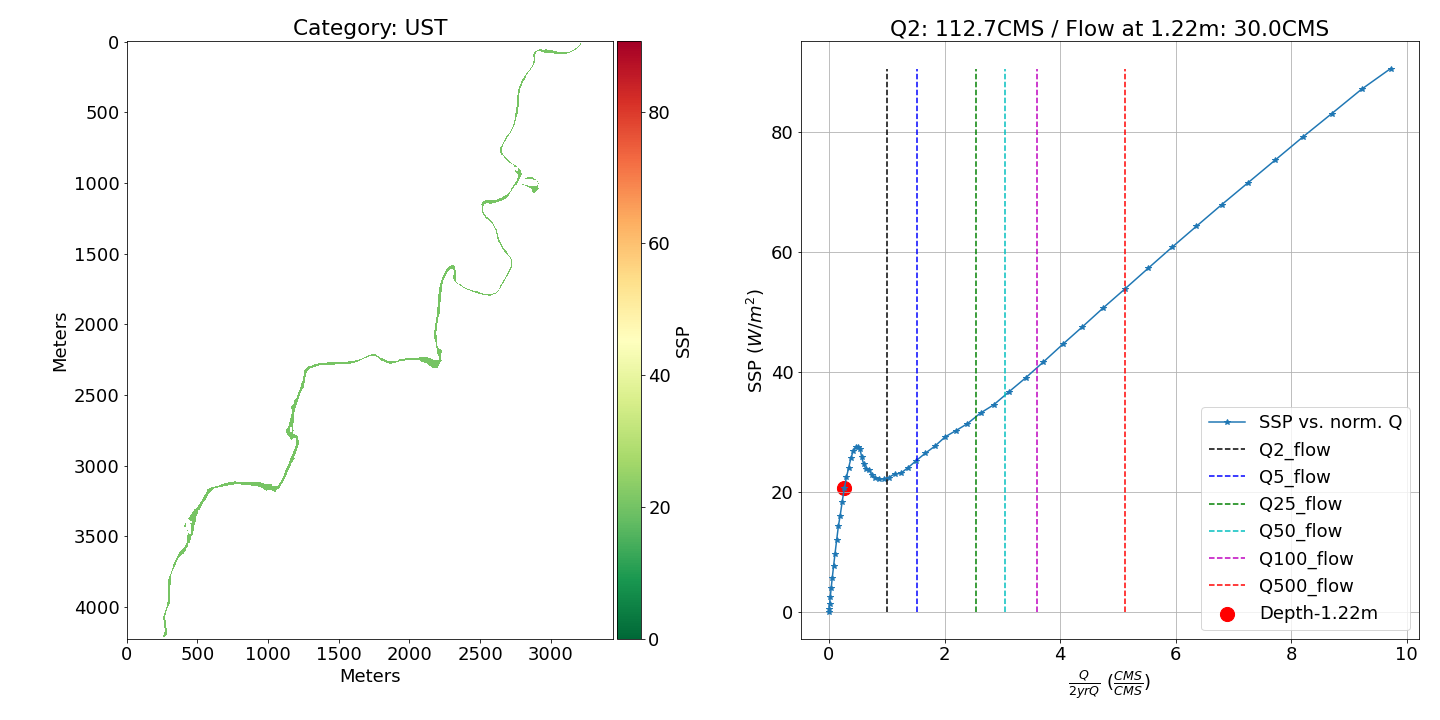 Category: UST
0
500
1000
1500
2000
2500
3000
3500
4000
Meters
0 500 1000 1500 2000 2500 3000
Meters
80
60
40
20
0
SSP
Q2: 112.7CMS / Flow at 1.22m: 30.0CMS
80
60
40
20
0
SSP (W/m²)
0 2 4 6 8 10
Q/2yrQ (CMS/CMS)
SSP vs. norm. Q
Q2_flow
Q5_flow
Q25_flow
Q50_flow
Q100_flow
Q500_flow
Depth-1.22m